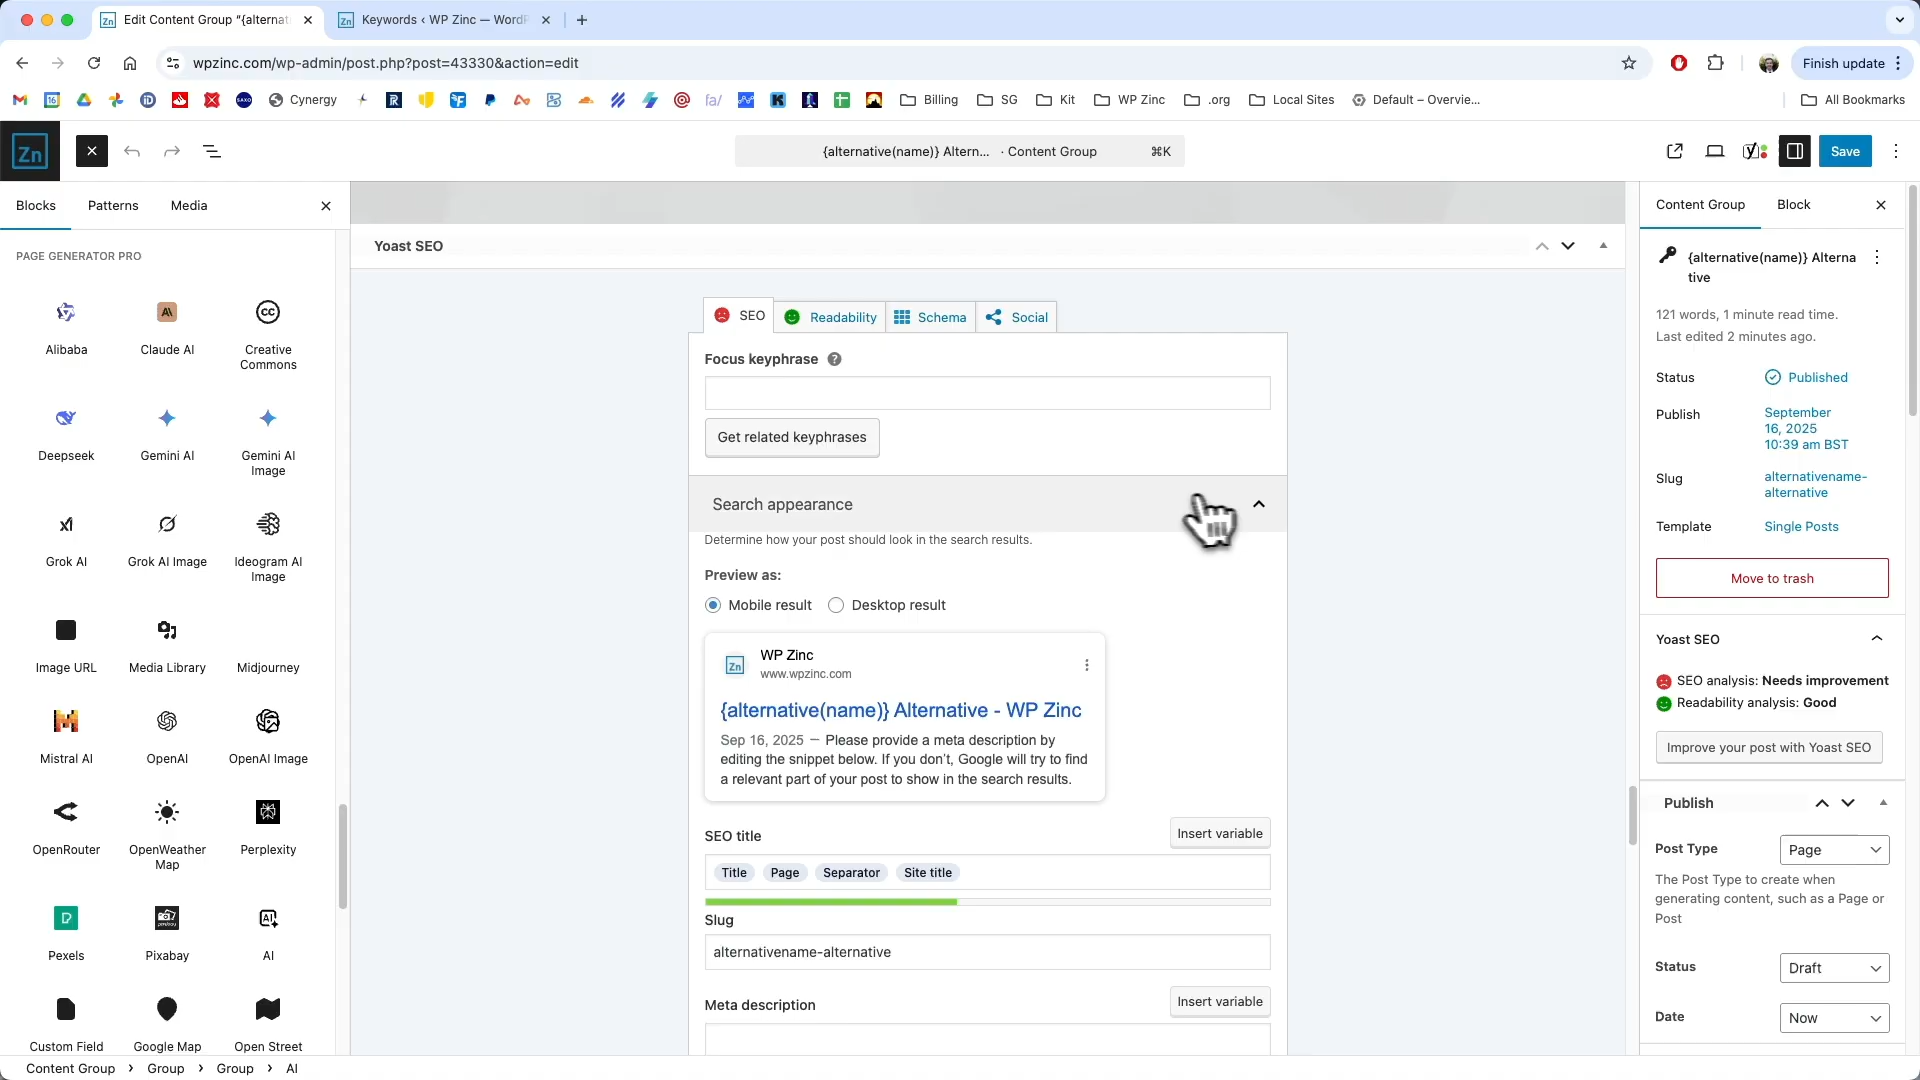 Edit Content Group "{alternati
Keywords ‹ WP Zinc — WordP
wpzinc.com/wp-admin/post.php?post=43330&action=edit
Finish update
Cynergy
Billing
SG
Kit
WP Zinc
.org
Local Sites
Default – Overvie...
All Bookmarks
Zn
{alternative(name)} Altern... · Content Group
⌘K
Save
Blocks
Patterns
Media
PAGE GENERATOR PRO
Alibaba
Claude AI
Creative Commons
Deepseek
Gemini AI
Gemini AI Image
Grok AI
Grok AI Image
Ideogram AI Image
Image URL
Media Library
Midjourney
Mistral AI
OpenAI
OpenAI Image
OpenRouter
OpenWeather Map
Perplexity
Pexels
Pixabay
AI
Custom Field
Google Map
Open Street
Yoast SEO
SEO
Readability
Schema
Social
Focus keyphrase
Get related keyphrases
Search appearance
Determine how your post should look in the search results.
Preview as:
Mobile result
Desktop result
Zn
WP Zinc
www.wpzinc.com
{alternative(name)} Alternative - WP Zinc
Sep 16, 2025 － Please provide a meta description by
editing the snippet below. If you don't, Google will try to find
a relevant part of your post to show in the search results.
SEO title
Insert variable
Title
Page
Separator
Site title
Slug
alternativename-alternative
Meta description
Insert variable
Content Group
Block
{alternative(name)} Alterna
tive
121 words, 1 minute read time.
Last edited 2 minutes ago.
Status
Published
Publish
September
16, 2025
10:39 am BST
Slug
alternativename-
alternative
Template
Single Posts
Move to trash
Yoast SEO
SEO analysis: Needs improvement
Readability analysis: Good
Improve your post with Yoast SEO
Publish
Post Type
Page
The Post Type to create when
generating content, such as a Page or
Post
Status
Draft
Date
Now
Content Group › Group › Group › AI